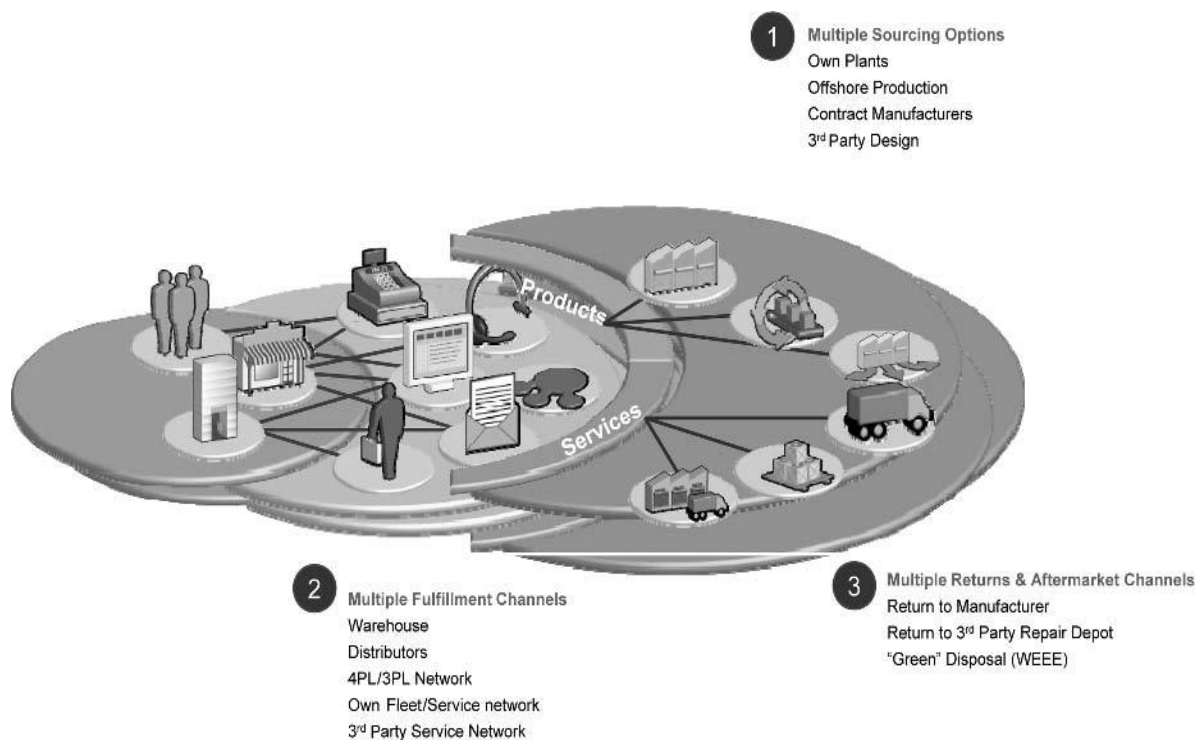 1
Multiple Sourcing Options
Own Plants
Offshore Production
Contract Manufacturers
3rd Party Design
Products
Services
2
Multiple Fulfillment Channels
Warehouse
Distributors
4PL/3PL Network
Own Fleet/Service network
3rd Party Service Network
3
Multiple Returns & Aftermarket Channels
Return to Manufacturer
Return to 3rd Party Repair Depot
“Green” Disposal (WEEE)